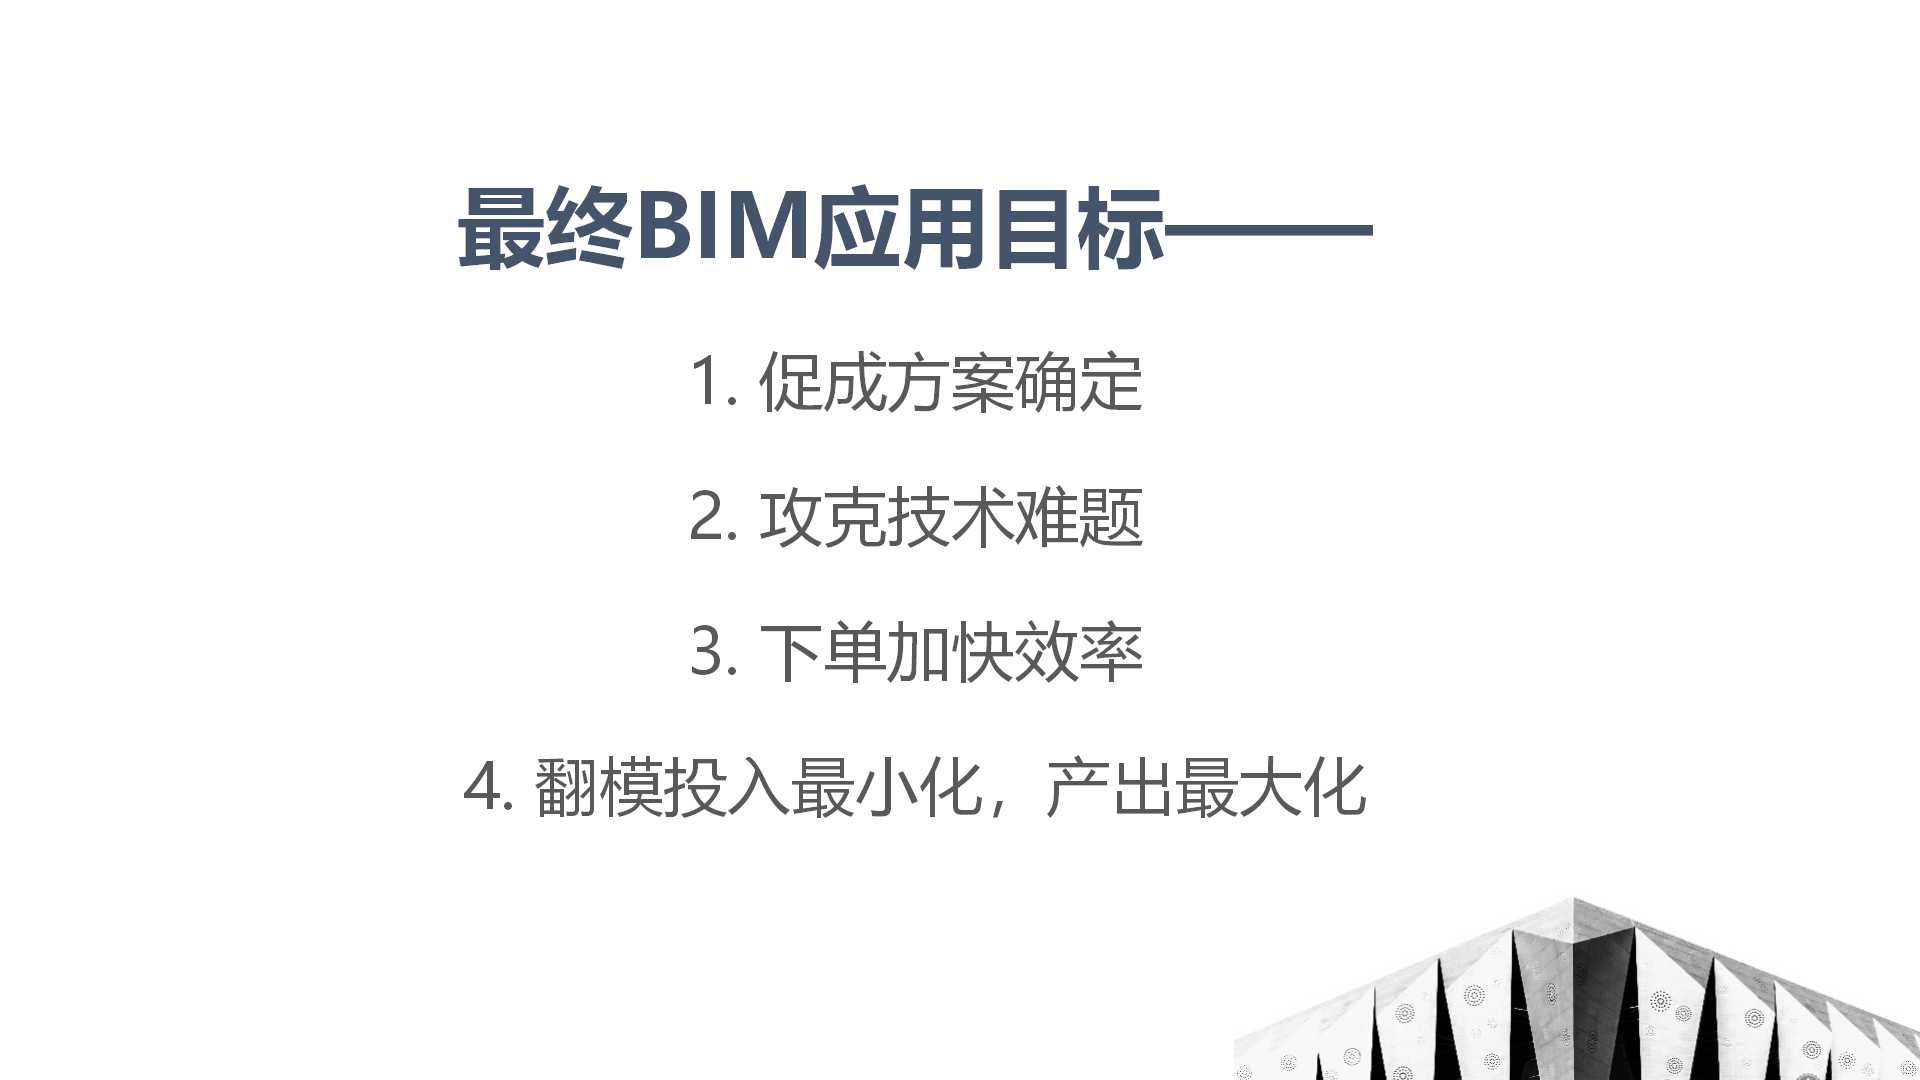 最终BIM应用目标——
1. 促成方案确定
2. 攻克技术难题
3. 下单加快效率
4. 翻模投入最小化，产出最大化